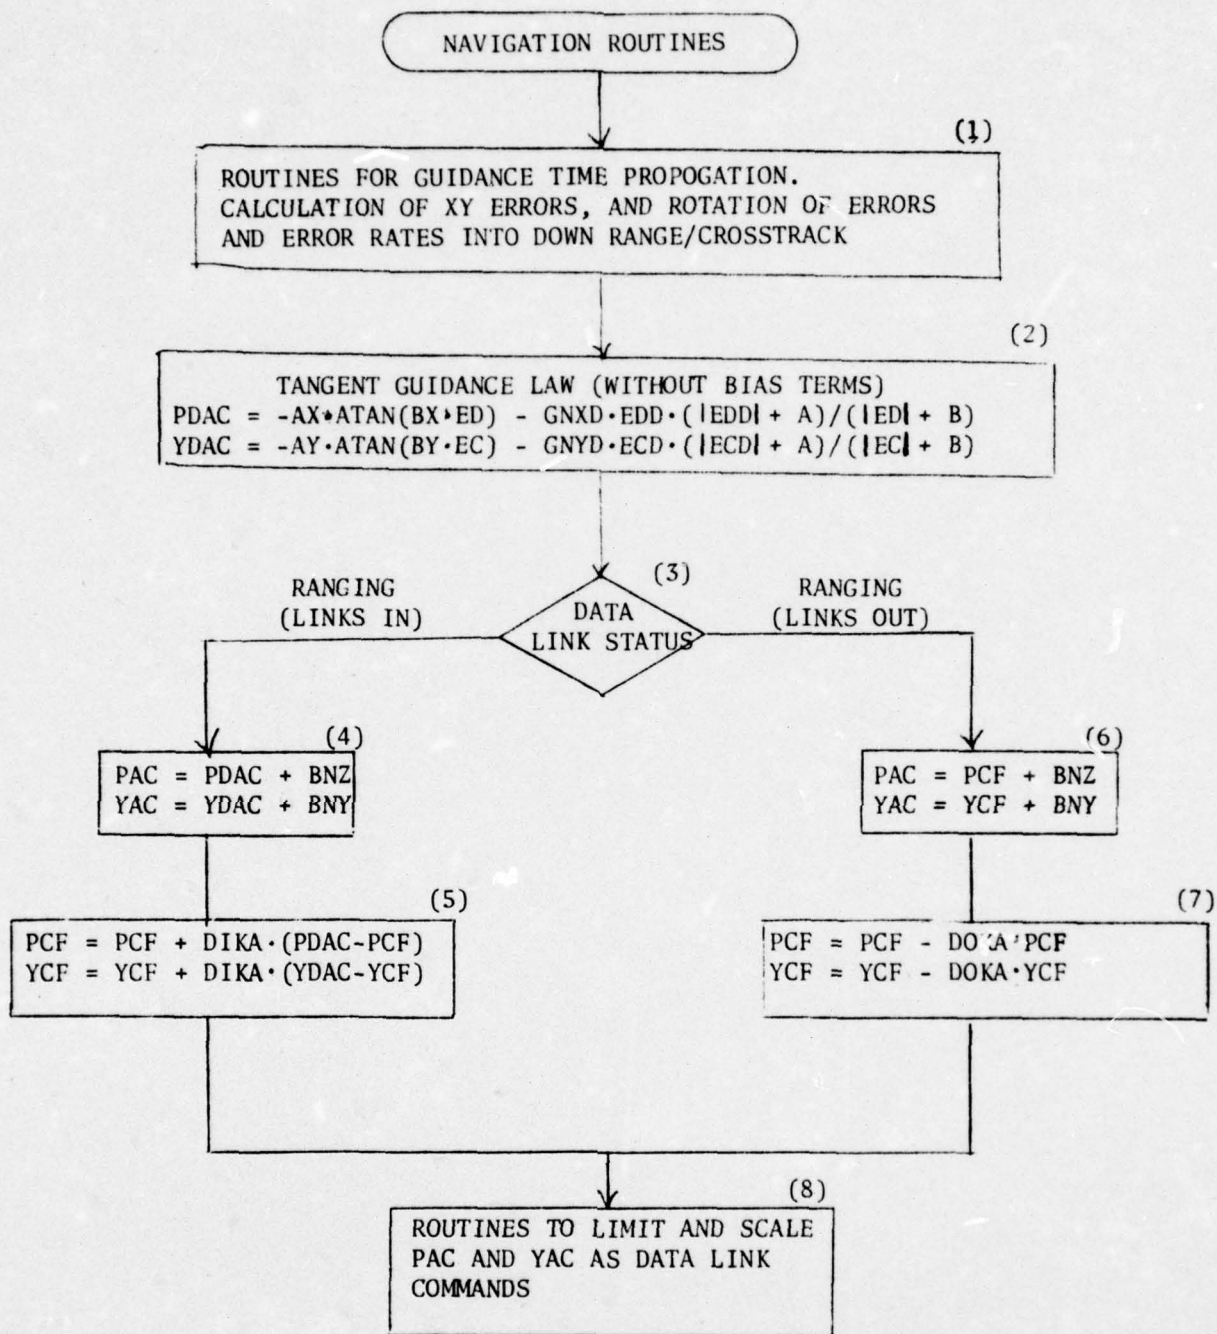 NAVIGATION ROUTINES
(1)
ROUTINES FOR GUIDANCE TIME PROPOGATION.
CALCULATION OF XY ERRORS, AND ROTATION OF ERRORS
AND ERROR RATES INTO DOWN RANGE/CROSSTRACK
(2)
TANGENT GUIDANCE LAW (WITHOUT BIAS TERMS)
PDAC = -AX·ATAN(BX·ED) - GNXD·EDD·(|EDD| + A)/(|ED| + B)
YDAC = -AY·ATAN(BY·EC) - GNYD·ECD·(|ECD| + A)/(|EC| + B)
(3)
DATA
LINK STATUS
RANGING
(LINKS IN)
RANGING
(LINKS OUT)
(4)
PAC = PDAC + BNZ
YAC = YDAC + BNY
(5)
PCF = PCF + DIKA·(PDAC-PCF)
YCF = YCF + DIKA·(YDAC-YCF)
(6)
PAC = PCF + BNZ
YAC = YCF + BNY
(7)
PCF = PCF - DOKA·PCF
YCF = YCF - DOKA·YCF
(8)
ROUTINES TO LIMIT AND SCALE
PAC AND YAC AS DATA LINK
COMMANDS